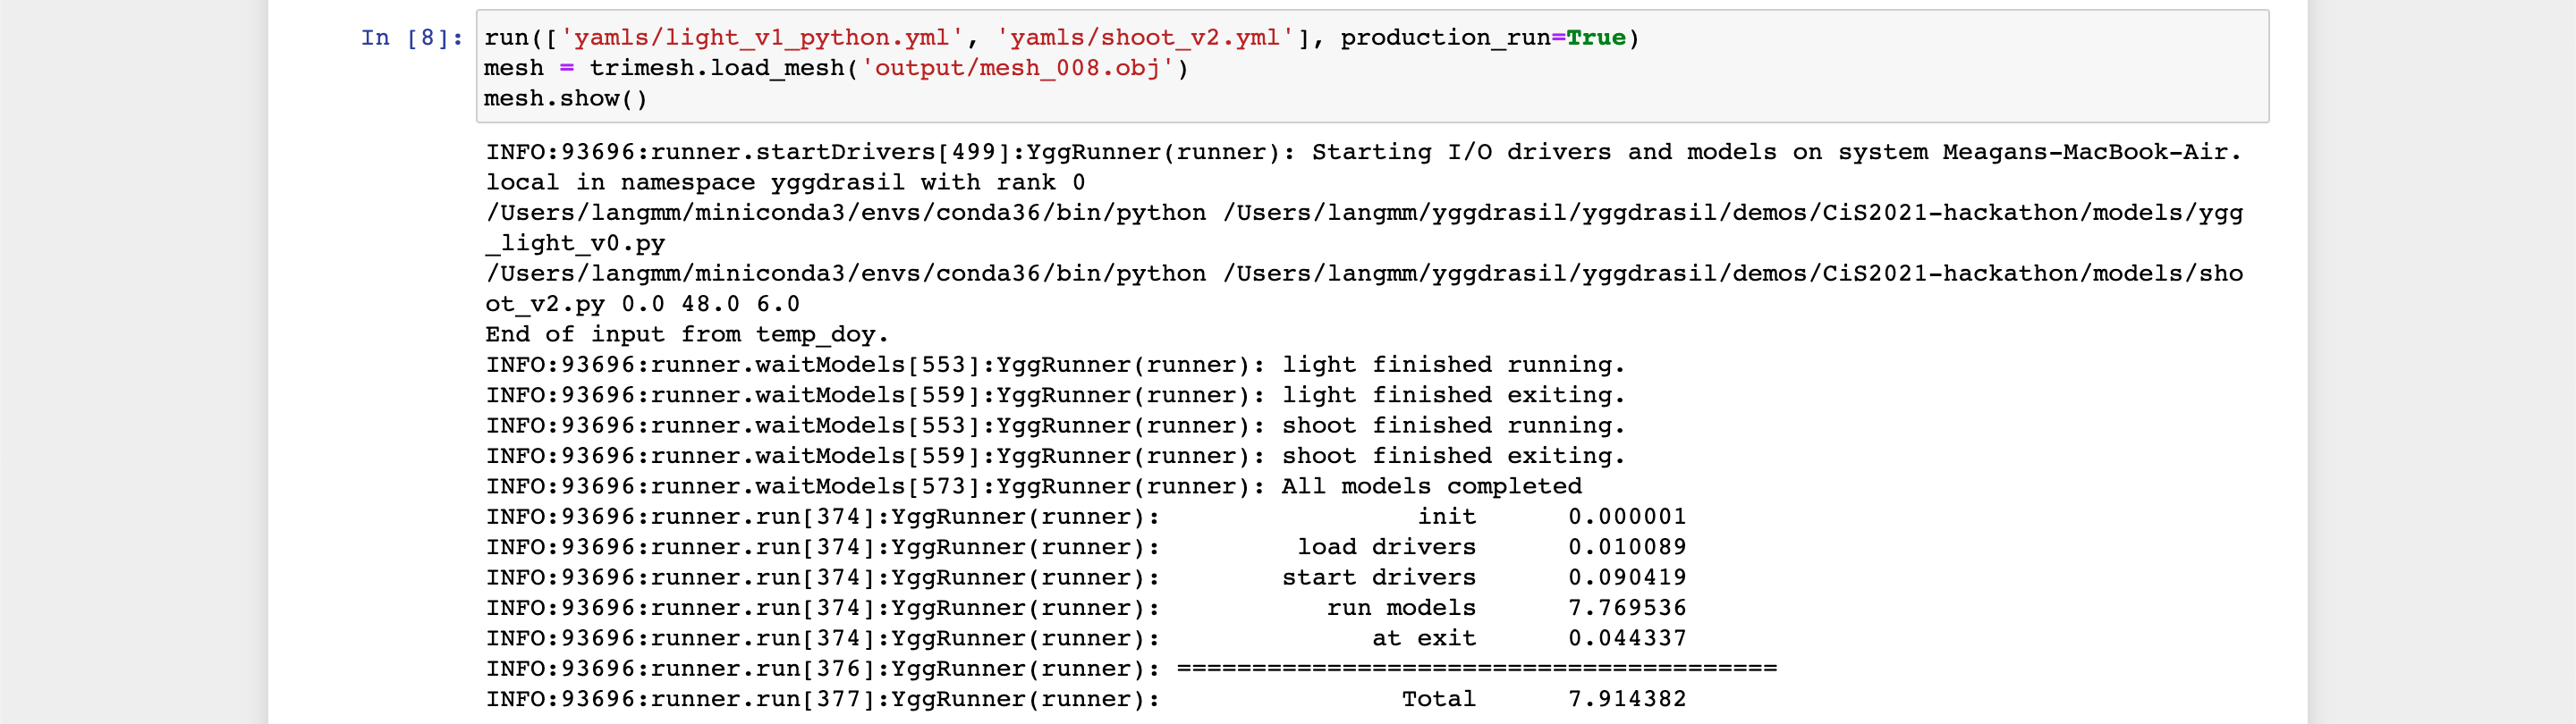 In [8]: run(['yamls/light_v1_python.yml', 'yamls/shoot_v2.yml'], production_run=True)
mesh = trimesh.load_mesh('output/mesh_008.obj')
mesh.show()
INFO:93696:runner.startDrivers[499]:YggRunner(runner): Starting I/O drivers and models on system Meagans-MacBook-Air.
local in namespace yggdrasil with rank 0
/Users/langmm/miniconda3/envs/conda36/bin/python /Users/langmm/yggdrasil/yggdrasil/demos/CiS2021-hackathon/models/ygg
_light_v0.py
/Users/langmm/miniconda3/envs/conda36/bin/python /Users/langmm/yggdrasil/yggdrasil/demos/CiS2021-hackathon/models/sho
ot_v2.py 0.0 48.0 6.0
End of input from temp_doy.
INFO:93696:runner.waitModels[553]:YggRunner(runner): light finished running.
INFO:93696:runner.waitModels[559]:YggRunner(runner): light finished exiting.
INFO:93696:runner.waitModels[553]:YggRunner(runner): shoot finished running.
INFO:93696:runner.waitModels[559]:YggRunner(runner): shoot finished exiting.
INFO:93696:runner.waitModels[573]:YggRunner(runner): All models completed
INFO:93696:runner.run[374]:YggRunner(runner):                 init      0.000001
INFO:93696:runner.run[374]:YggRunner(runner):         load drivers      0.010089
INFO:93696:runner.run[374]:YggRunner(runner):        start drivers      0.090419
INFO:93696:runner.run[374]:YggRunner(runner):           run models      7.769536
INFO:93696:runner.run[374]:YggRunner(runner):              at exit      0.044337
INFO:93696:runner.run[376]:YggRunner(runner): ========================================
INFO:93696:runner.run[377]:YggRunner(runner):                Total      7.914382